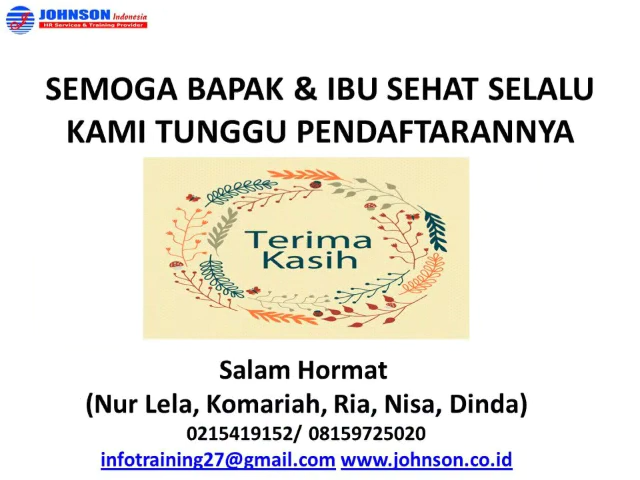 JOHNSON Indonesia
HR Services & Training Provider
SEMOGA BAPAK & IBU SEHAT SELALU
KAMI TUNGGU PENDAFTARANNYA
Terima
Kasih
Salam Hormat
(Nur Lela, Komariah, Ria, Nisa, Dinda)
0215419152/ 08159725020
infotraining27@gmail.com www.johnson.co.id